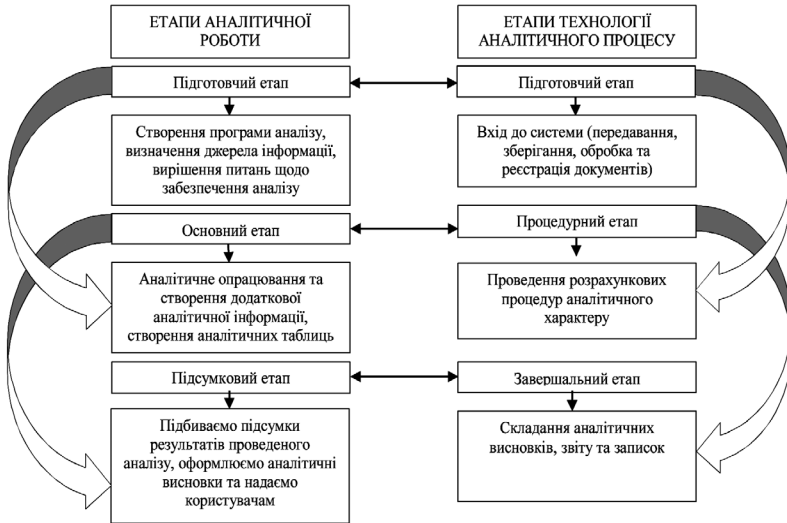 ЕТАПИ АНАЛІТИЧНОЇ
РОБОТИ
ЕТАПИ ТЕХНОЛОГІЇ
АНАЛІТИЧНОГО ПРОЦЕСУ
Підготовчий етап
Підготовчий етап
Створення програми аналізу,
визначення джерела інформації,
вирішення питань щодо
забезпечення аналізу
Вхід до системи (передавання,
зберігання, обробка та
реєстрація документів)
Основний етап
Процедурний етап
Аналітичне опрацювання та
створення додаткової
аналітичної інформації,
створення аналітичних таблиць
Проведення розрахункових
процедур аналітичного
характеру
Підсумковий етап
Завершальний етап
Підбиваємо підсумки
результатів проведеного
аналізу, оформлюємо аналітичні
висновки та надаємо
користувачам
Складання аналітичних
висновків, звіту та записок